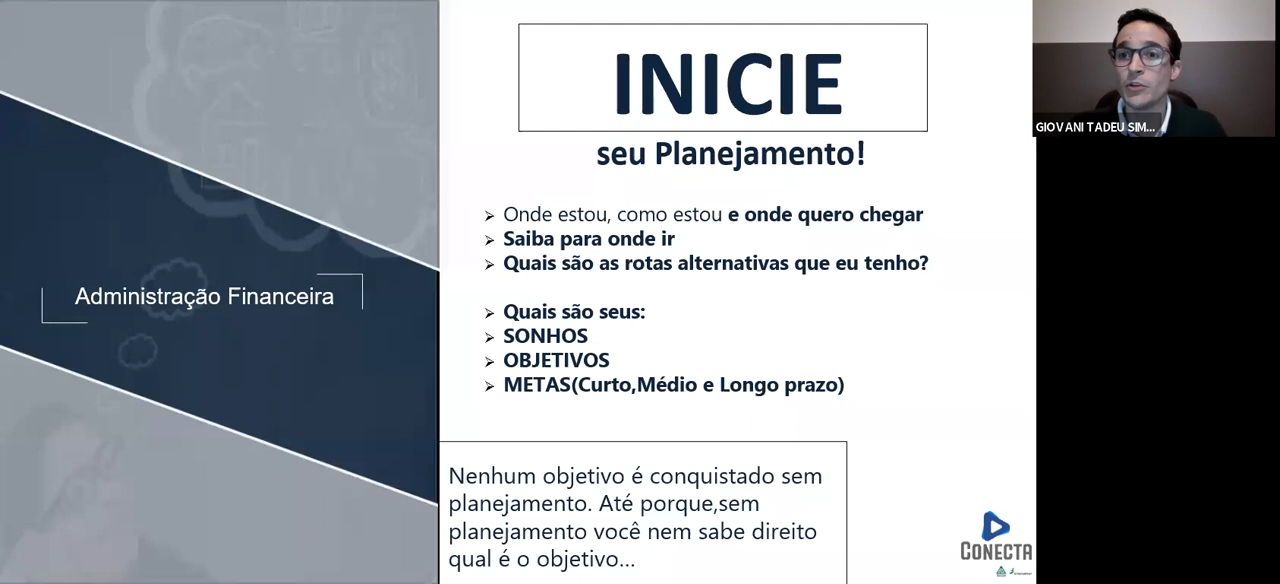 INICIE
seu Planejamento!
Onde estou, como estou e onde quero chegar
Saiba para onde ir
Quais são as rotas alternativas que eu tenho?
Quais são seus:
SONHOS
OBJETIVOS
METAS(Curto,Médio e Longo prazo)
Administração Financeira
Nenhum objetivo é conquistado sem
planejamento. Até porque,sem
planejamento você nem sabe direito
qual é o objetivo...
CONECTA
GIOVANI TADEU SIM...